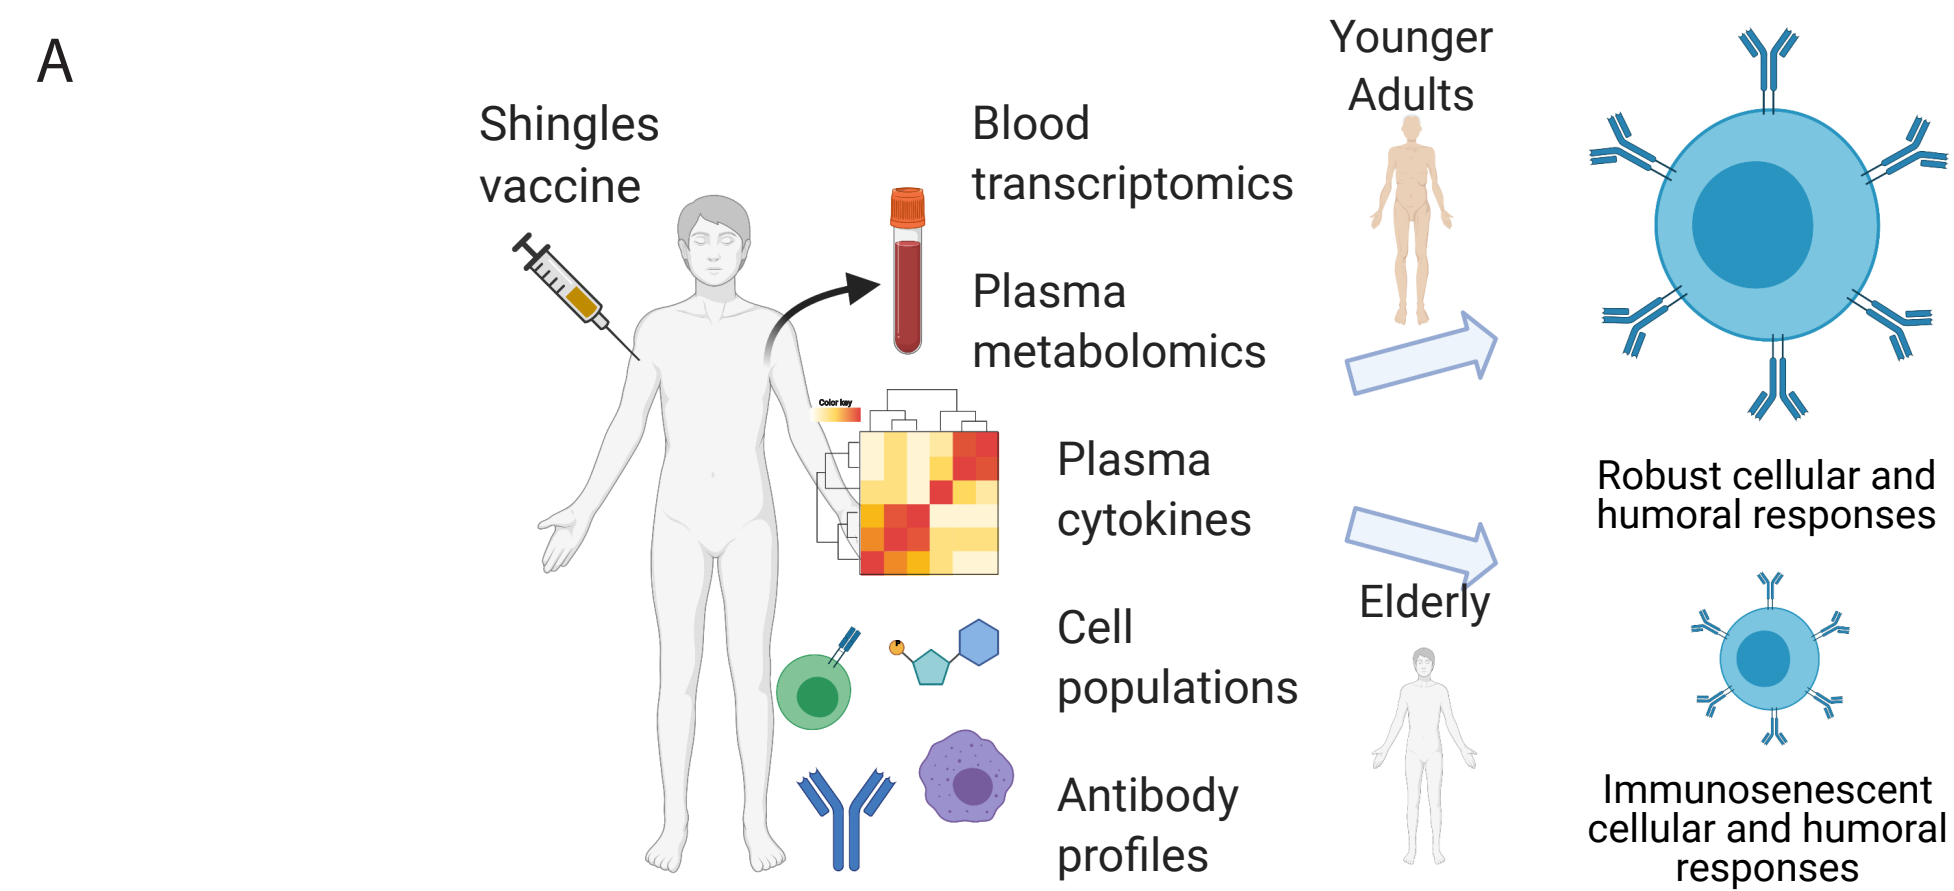 A
Shingles
vaccine
Blood
transcriptomics
Plasma
metabolomics
Color key
Plasma
cytokines
Cell
populations
P
Antibody
profiles
Younger
Adults
Elderly
Robust cellular and
humoral responses
Immunosenescent
cellular and humoral
responses